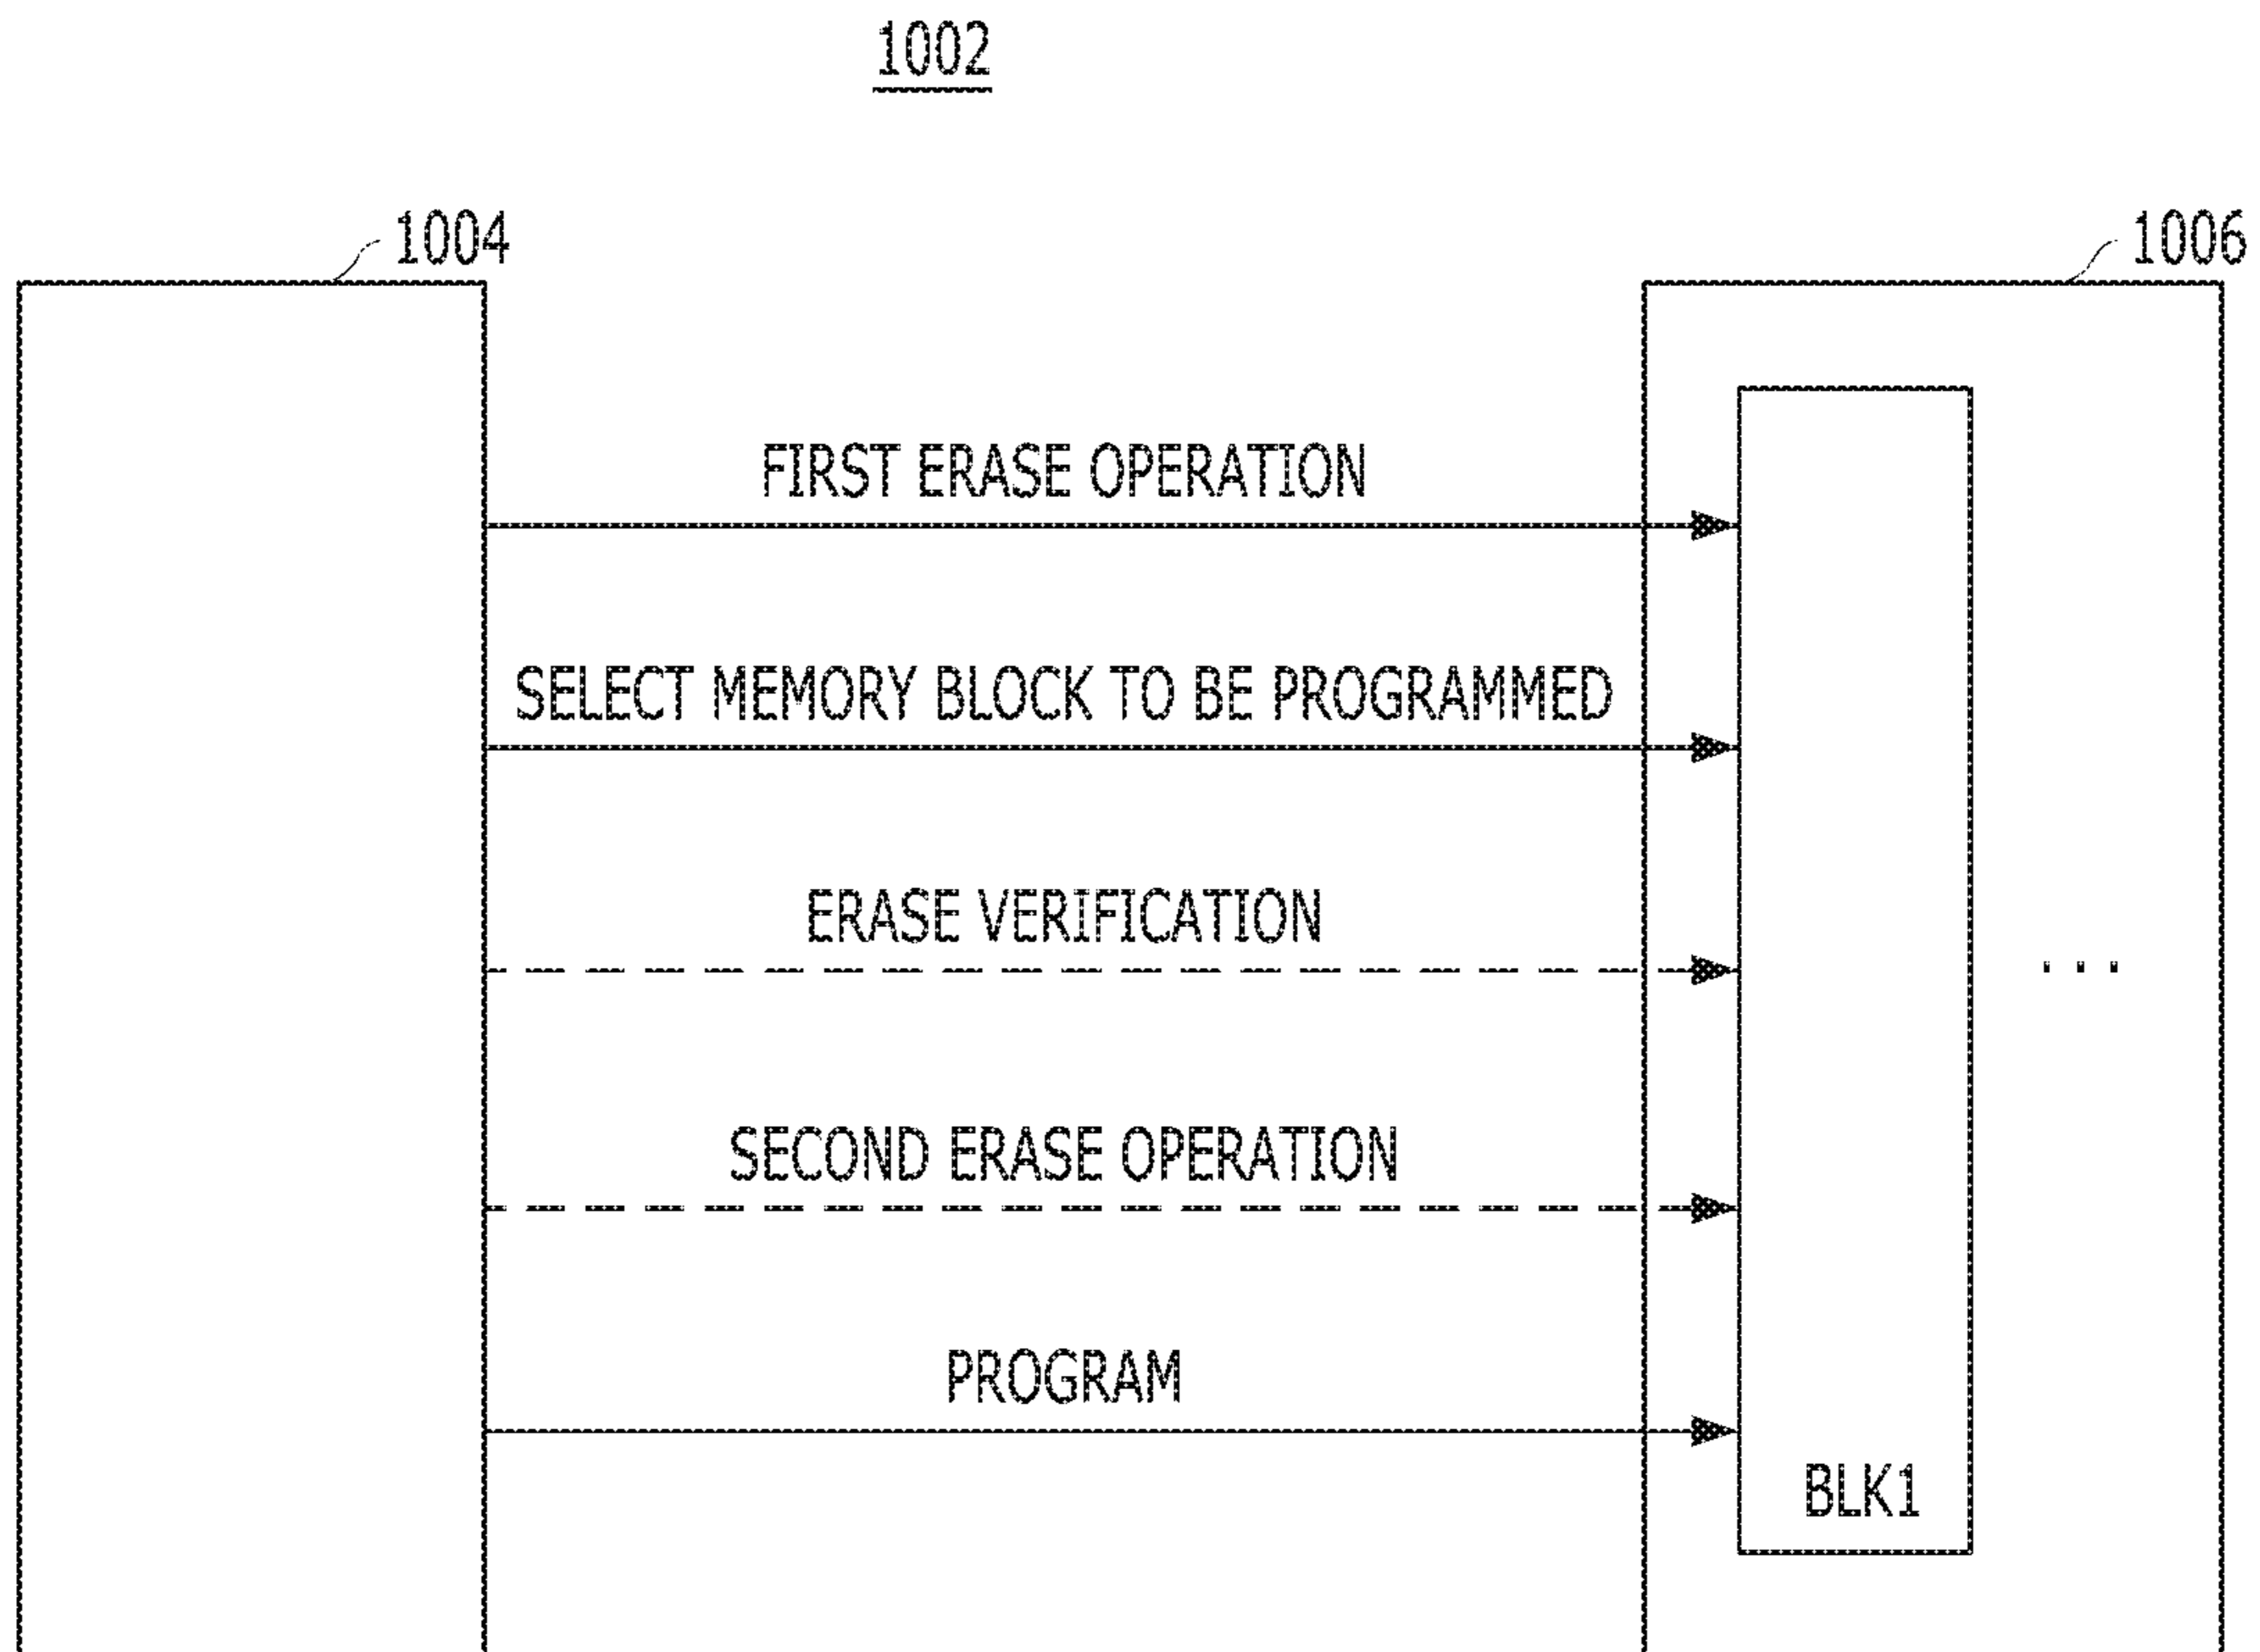 1002
1004
1006
FIRST ERASE OPERATION
SELECT MEMORY BLOCK TO BE PROGRAMMED
ERASE VERIFICATION
. . .
SECOND ERASE OPERATION
PROGRAM
BLK1